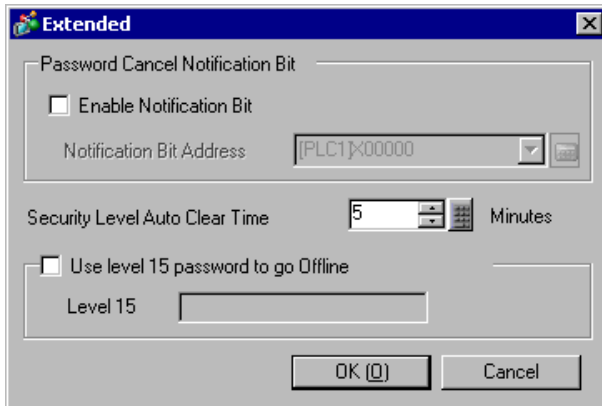 Extended
Password Cancel Notification Bit
Enable Notification Bit
Notification Bit Address [PLC1]X00000
Security Level Auto Clear Time 5 Minutes
Use level 15 password to go Offline
Level 15
OK (O) Cancel